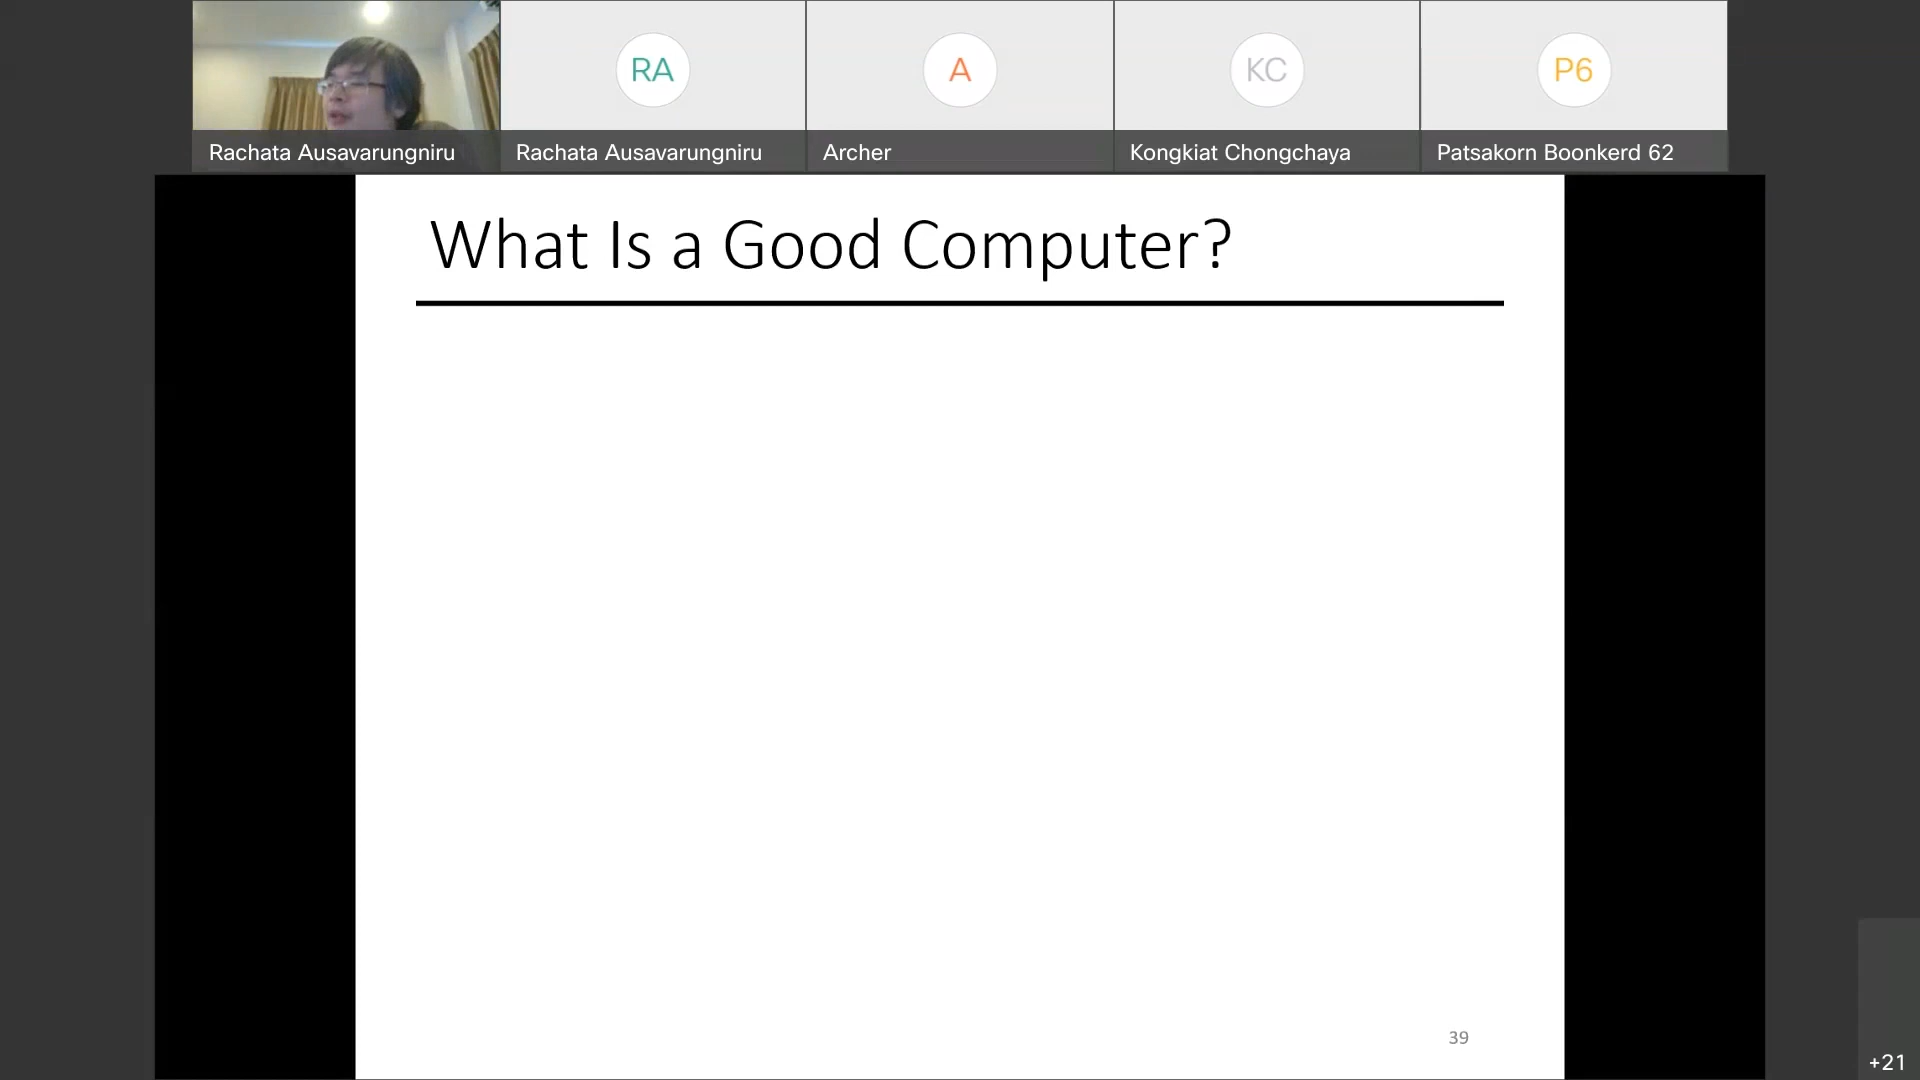 RA
A
KC
P6
Rachata Ausavarungniru
Rachata Ausavarungniru
Archer
Kongkiat Chongchaya
Patsakorn Boonkerd 62
What Is a Good Computer?
39
+21